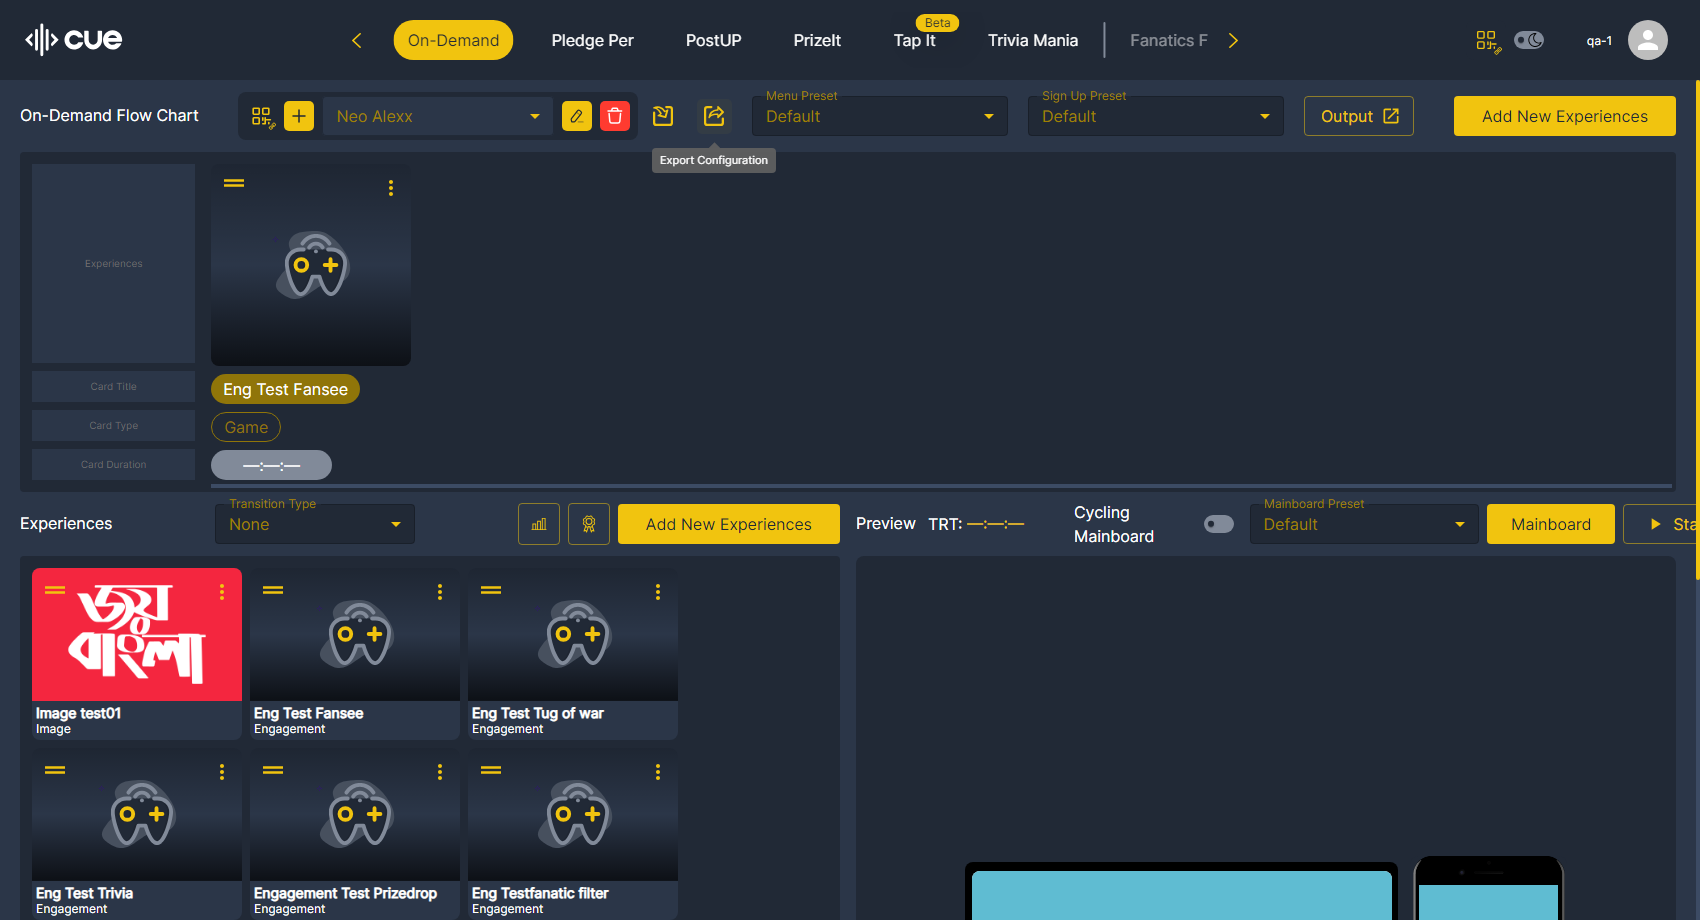 cue
On-Demand
Pledge Per
PostUP
PrizeIt
Beta
Tap It
Trivia Mania
Fanatics F
qa-1
On-Demand Flow Chart
Neo Alexx
Menu Preset
Default
Sign Up Preset
Default
Output
Add New Experiences
Export Configuration
Experiences
Card Title
Eng Test Fansee
Card Type
Game
Card Duration
—:—:—
Experiences
Transition Type
None
Add New Experiences
Preview
TRT: —:—:—
Cycling
Mainboard
Mainboard Preset
Default
Mainboard
Sta
জয়
বাংলা
Image test01
Image
Eng Test Fansee
Engagement
Eng Test Tug of war
Engagement
Eng Test Trivia
Engagement
Engagement Test Prizedrop
Engagement
Eng Testfanatic filter
Engagement